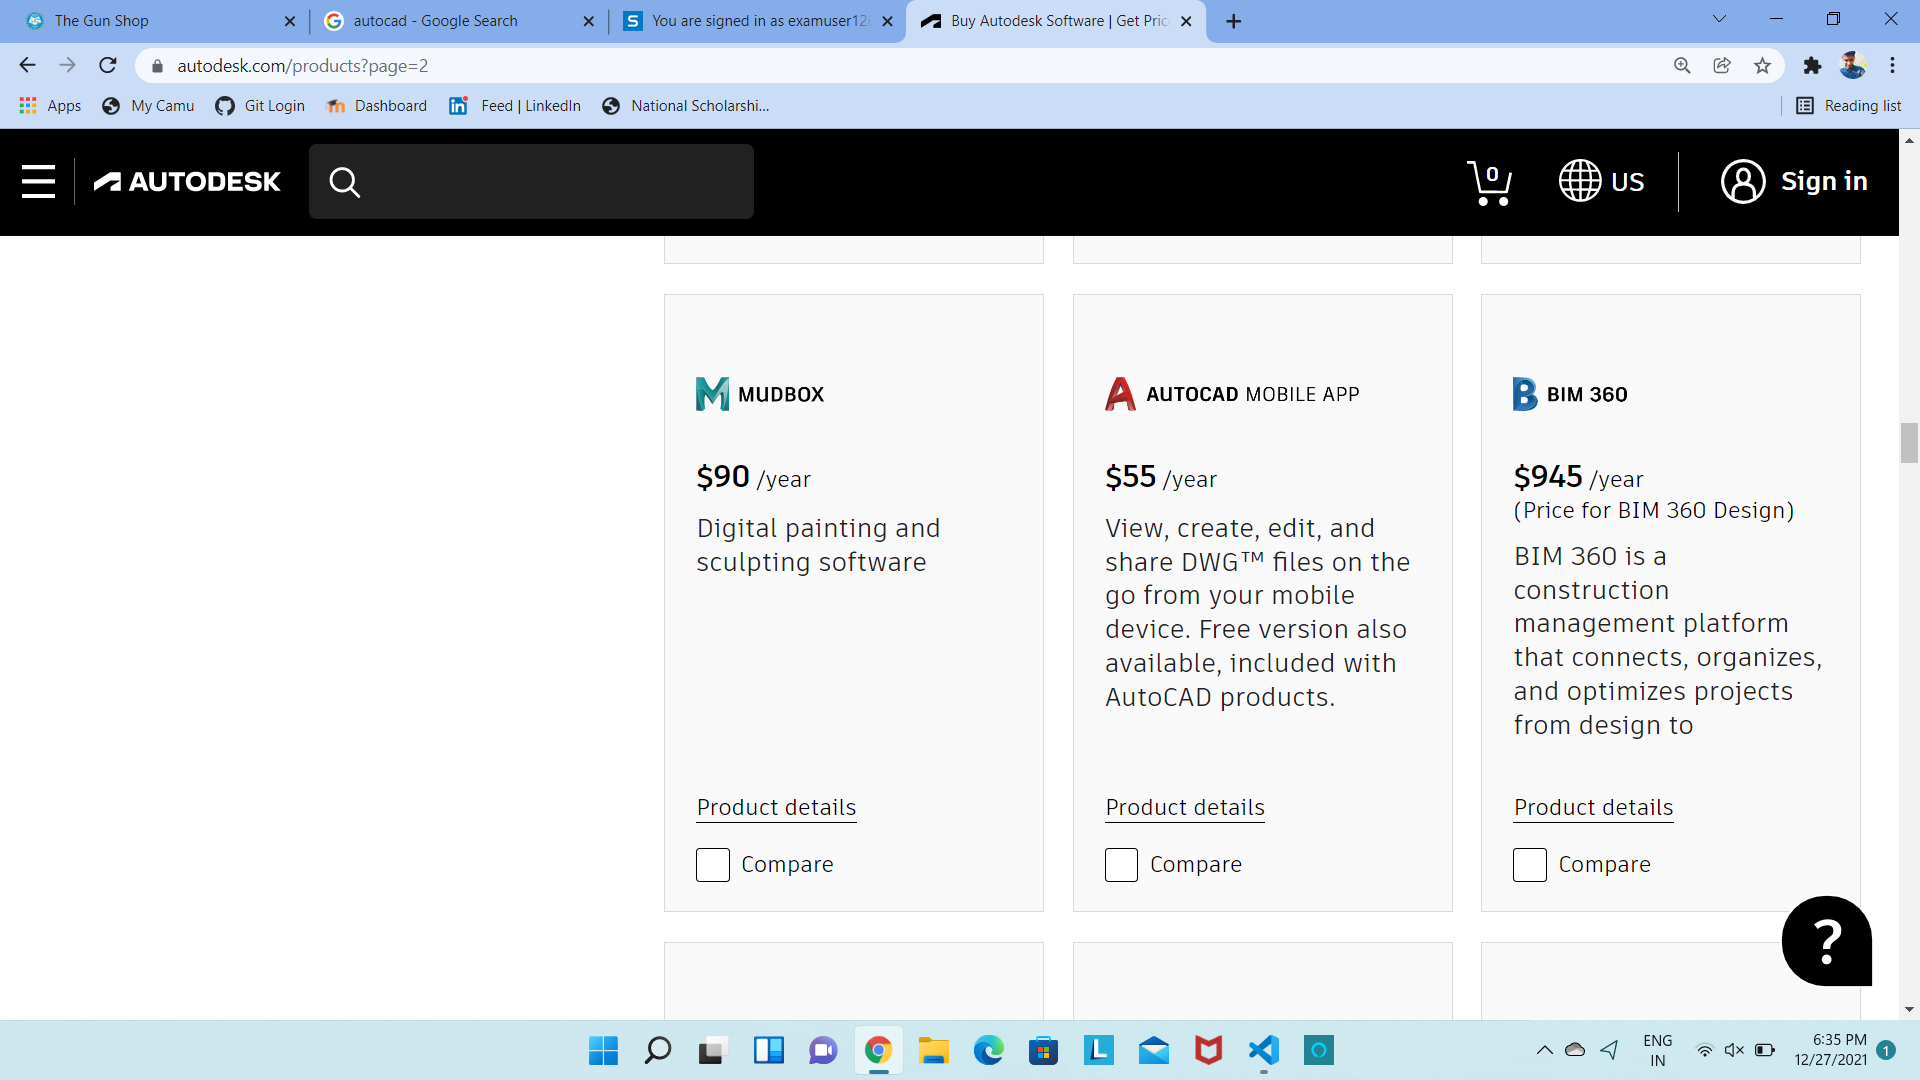 The Gun Shop
autocad - Google Search
You are signed in as examuser12
Buy Autodesk Software | Get Pric
autodesk.com/products?page=2
Apps
My Camu
Git Login
Dashboard
Feed | LinkedIn
National Scholarshi...
Reading list
AUTODESK
0
US
Sign in
MUDBOX
$90 /year
Digital painting and
sculpting software
Product details
Compare
AUTOCAD MOBILE APP
$55 /year
View, create, edit, and
share DWG™ files on the
go from your mobile
device. Free version also
available, included with
AutoCAD products.
Product details
Compare
BIM 360
$945 /year
(Price for BIM 360 Design)
BIM 360 is a
construction
management platform
that connects, organizes,
and optimizes projects
from design to
Product details
Compare
?
ENG
IN
6:35 PM
12/27/2021
1